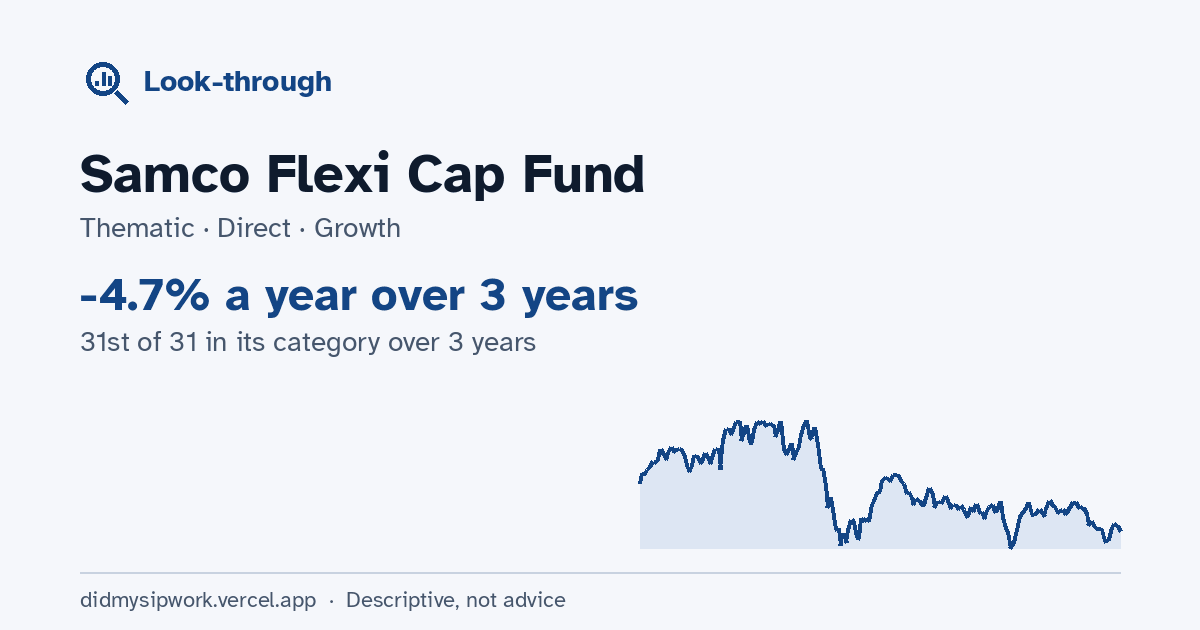 Look-through
Samco Flexi Cap Fund
Thematic · Direct · Growth
-4.7% a year over 3 years
31st of 31 in its category over 3 years
didmysipwork.vercel.app · Descriptive, not advice